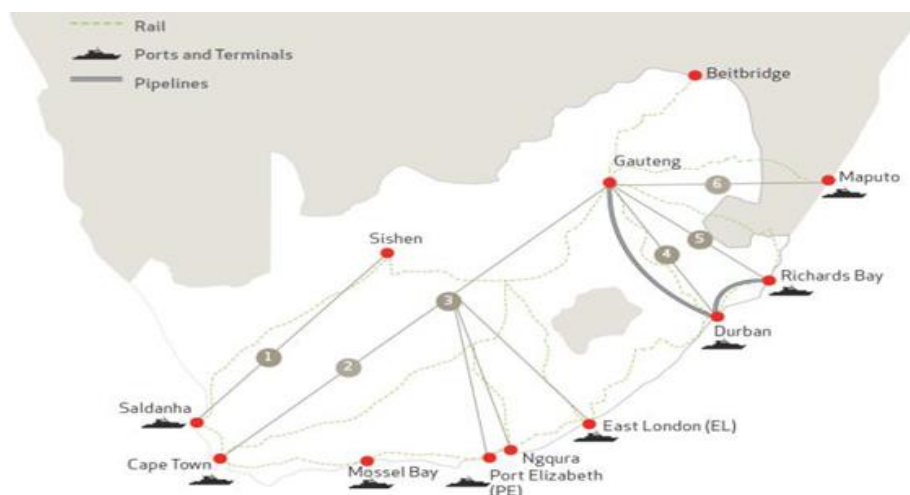 Rail
Ports and Terminals
Pipelines
Beitbridge
Gauteng
6
Maputo
Sishen
5
4
Richards Bay
3
Durban
1
2
Saldanha
East London (EL)
Cape Town
Mossel Bay
Ngqura
Port Elizabeth
(PE)